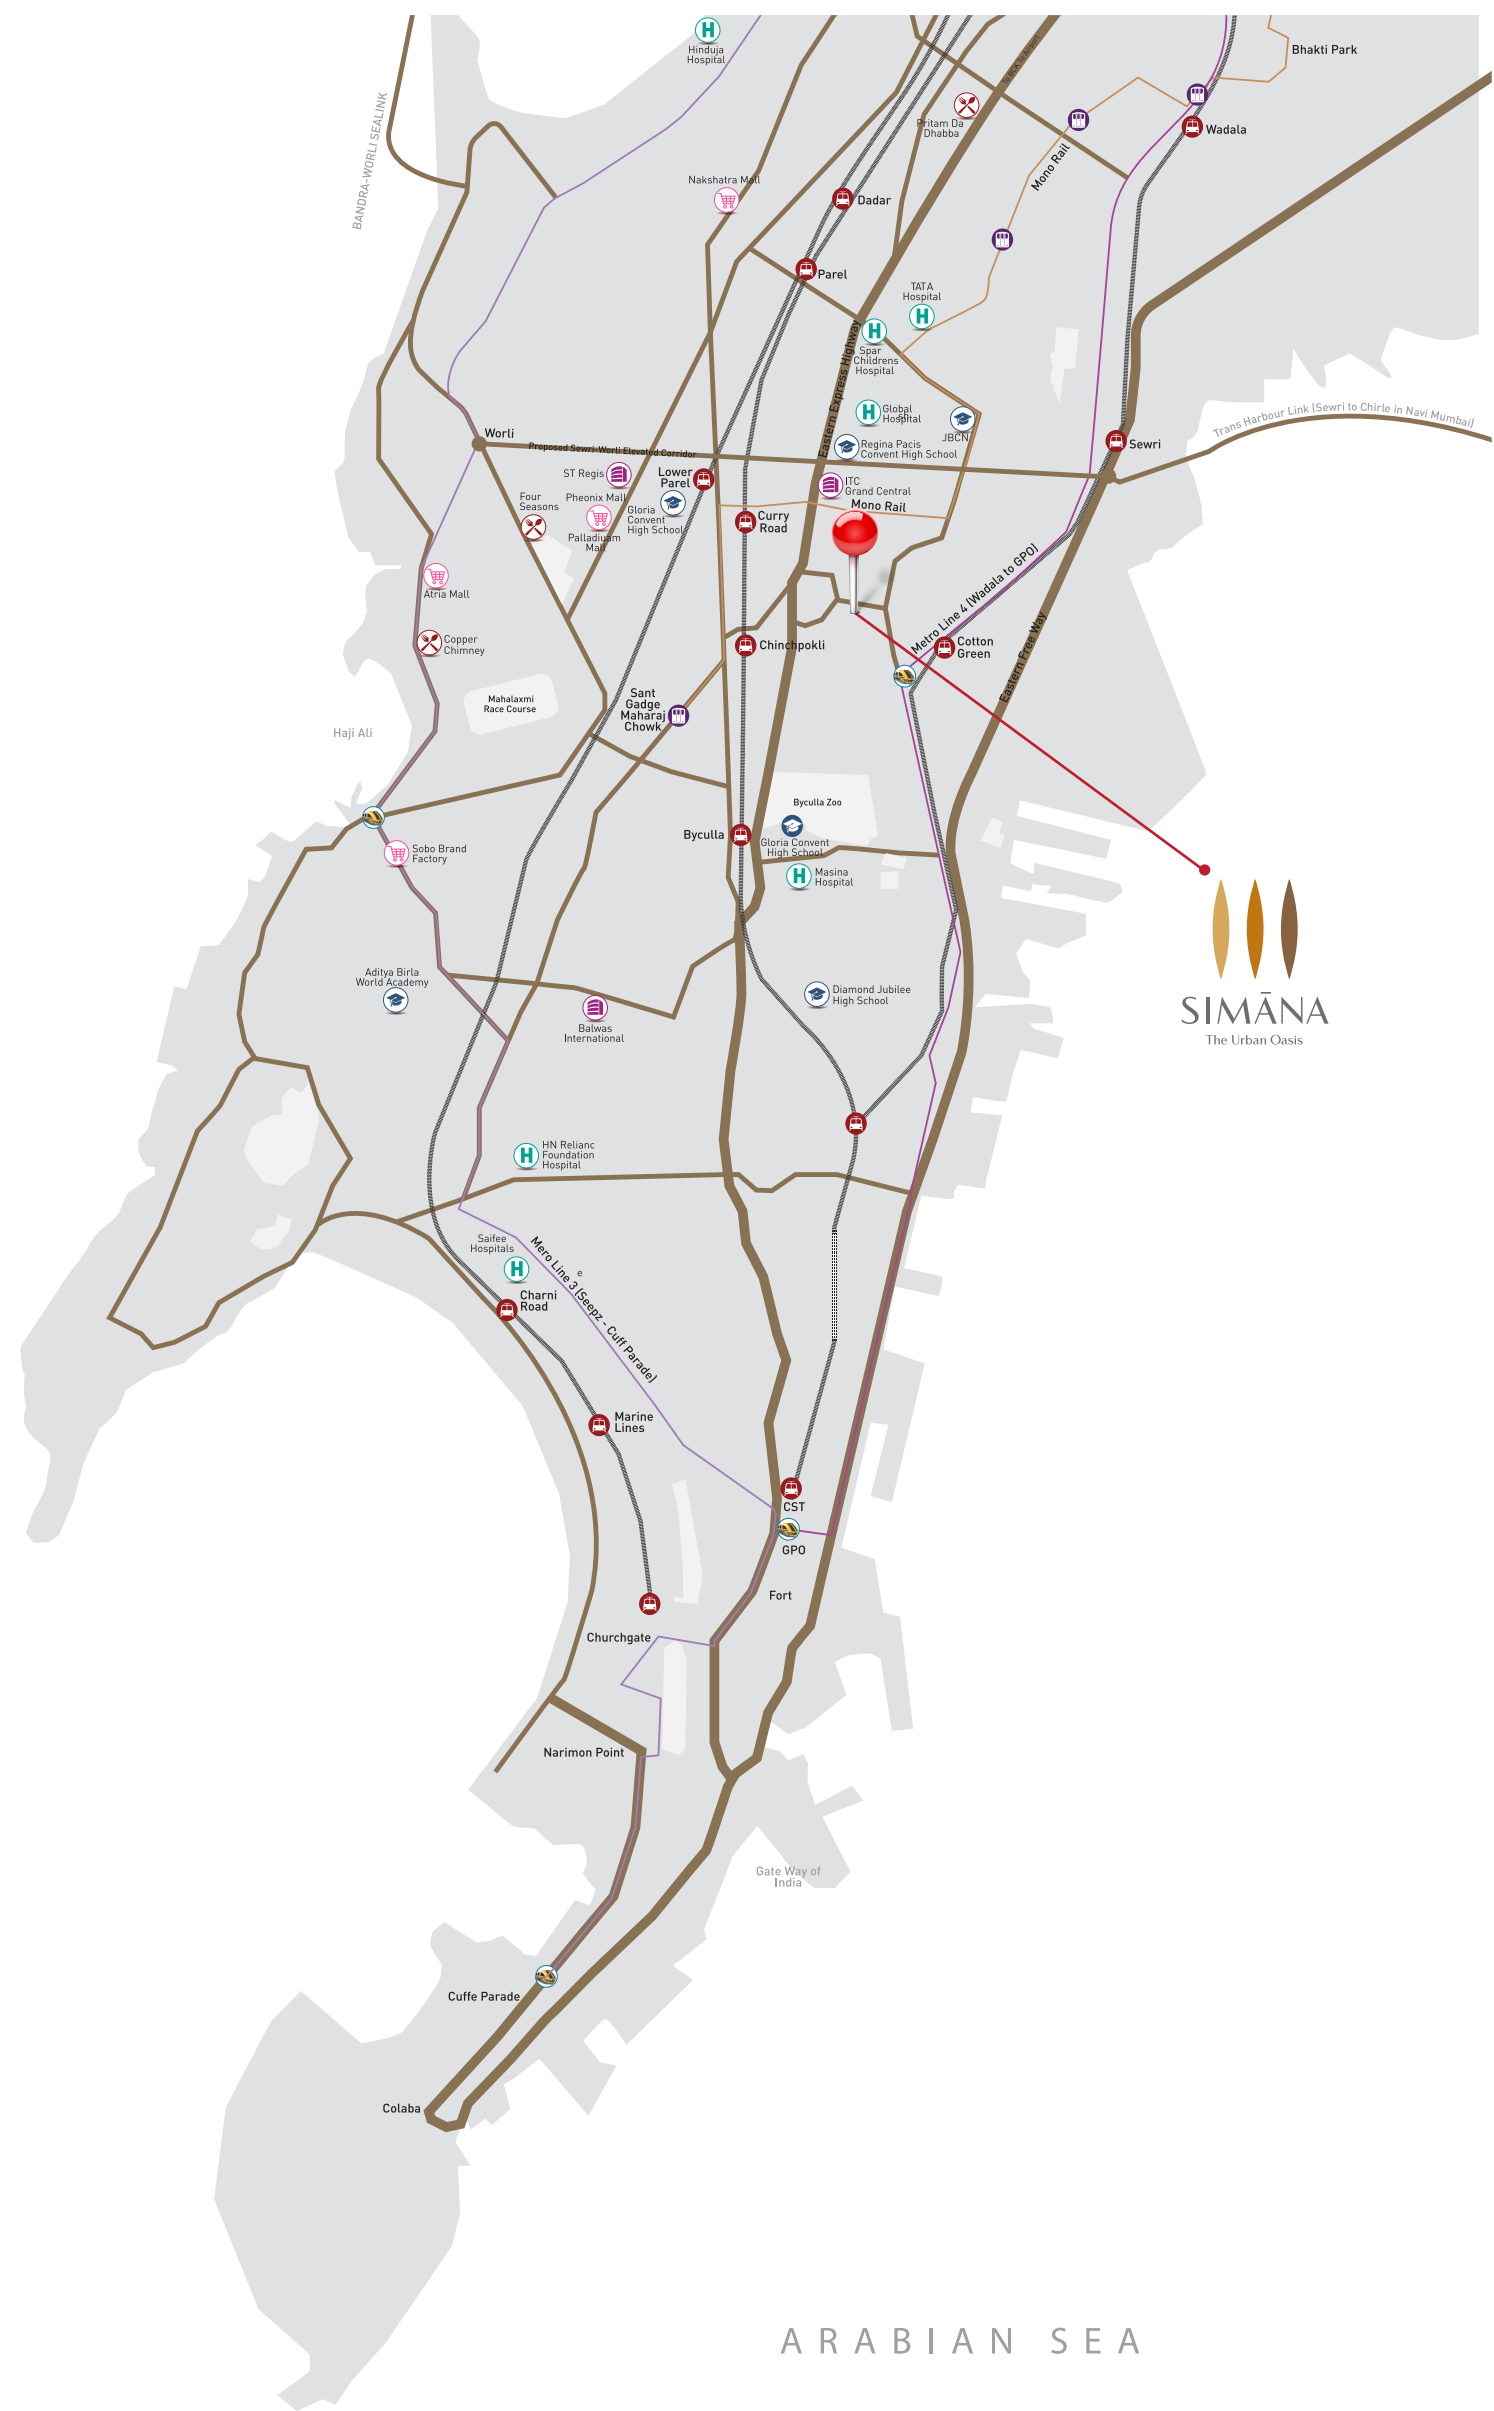 Hinduja
Hospital
To BCK To Airport
Bhakti Park
BANDRA-WORLI SEALINK
Pritam Da
Dhabba
Wadala
Mono Rail
Nakshatra Mall
Dadar
Parel
TATA
Hospital
Spar
Childrens
Hospital
Eastern Express Highway
Global
Hospital
JBCN
Regina Pacis
Convent High School
Trans Harbour Link (Sewri to Chirle in Navi Mumbai)
Worli
Proposed Sewri-Worli Elevated Corridor
Sewri
ST Regis
Lower
Parel
ITC
Grand Central
Four
Seasons
Pheonix Mall
Palladiuam
Mall
Gloria
Convent
High School
Mono Rail
Curry
Road
Metro Line 4 (Wadala to GPO)
Atria Mall
Copper
Chimney
Chinchpokli
Cotton
Green
Eastern Free Way
Mahalaxmi
Race Course
Sant
Gadge
Maharaj
Chowk
Haji Ali
Byculla Zoo
Byculla
Gloria Convent
High School
Sobo Brand
Factory
Masina
Hospital
SIMĀNA
The Urban Oasis
Aditya Birla
World Academy
Diamond Jubilee
High School
Balwas
International
HN Relianc
Foundation
Hospital
Saifee
Hospitals
Mero Line 3 (Seepz - Cuff Parade)
e
Charni
Road
Marine
Lines
CST
GPO
Fort
Churchgate
Narimon Point
Gate Way of
India
Cuffe Parade
Colaba
ARABIAN SEA